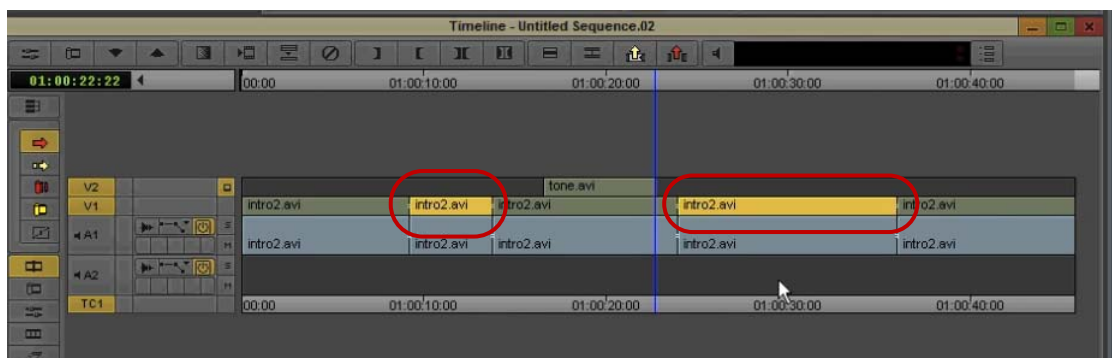 Timeline - Untitled Sequence.02
01:00:22:22 00:00 01:00:10:00 01:00:20:00 01:00:30:00 01:00:40:00
V2 tone.avi
V1 intro2.avi intro2.avi intro2.avi intro2.avi intro2.avi
S
A1
M intro2.avi intro2.avi intro2.avi intro2.avi intro2.avi
S
A2
M
TC1 00:00 01:00:10:00 01:00:20:00 01:00:30:00 01:00:40:00